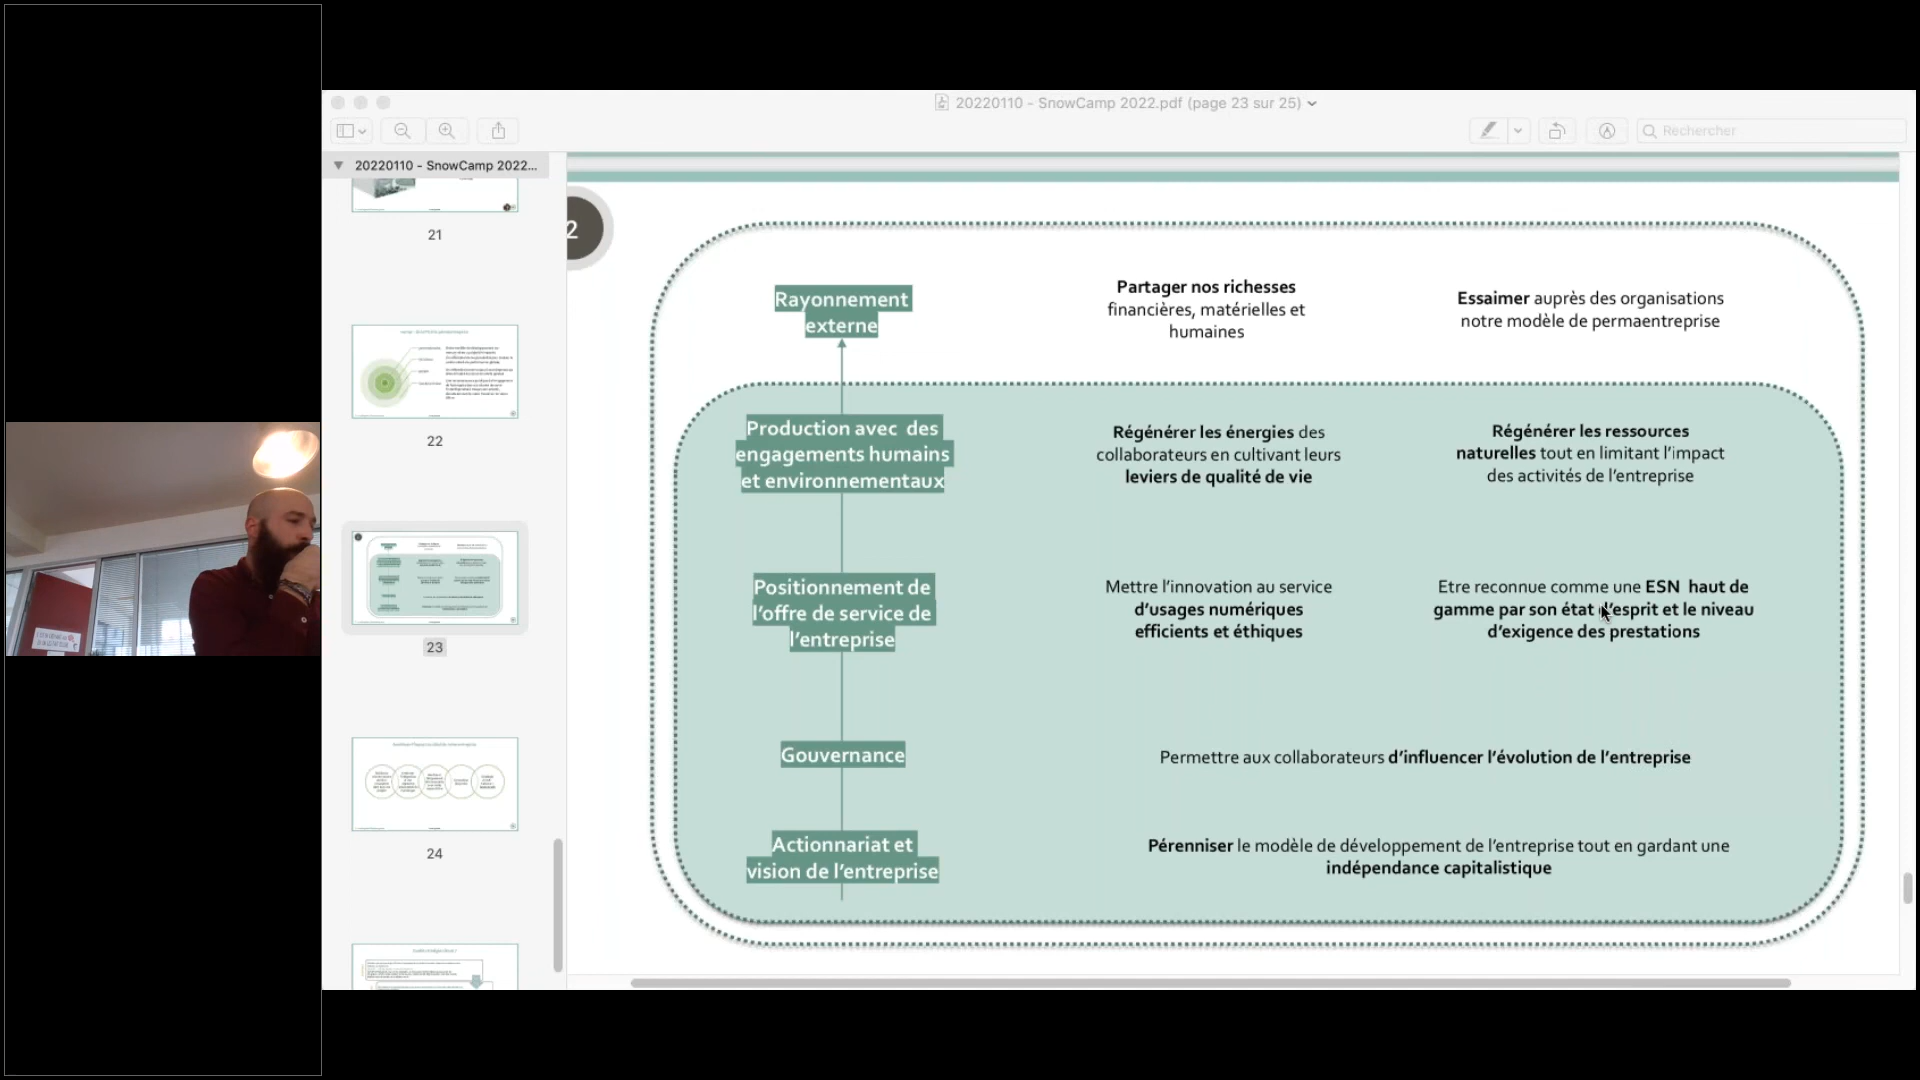 20220110 - SnowCamp 2022.pdf (page 23 sur 25)
Rechercher
20220110 - SnowCamp 2022...
21
22
23
24
2
Rayonnement
externe
Partager nos richesses
financières, matérielles et
humaines
Essaimer auprès des organisations
notre modèle de permaentreprise
Production avec des
engagements humains
et environnementaux
Régénérer les énergies des
collaborateurs en cultivant leurs
leviers de qualité de vie
Régénérer les ressources
naturelles tout en limitant l'impact
des activités de l'entreprise
Positionnement de
l'offre de service de
l'entreprise
Mettre l'innovation au service
d'usages numériques
efficients et éthiques
Etre reconnue comme une ESN haut de
gamme par son état d'esprit et le niveau
d'exigence des prestations
Gouvernance
Permettre aux collaborateurs d'influencer l'évolution de l'entreprise
Actionnariat et
vision de l'entreprise
Pérenniser le modèle de développement de l'entreprise tout en gardant une
indépendance capitalistique